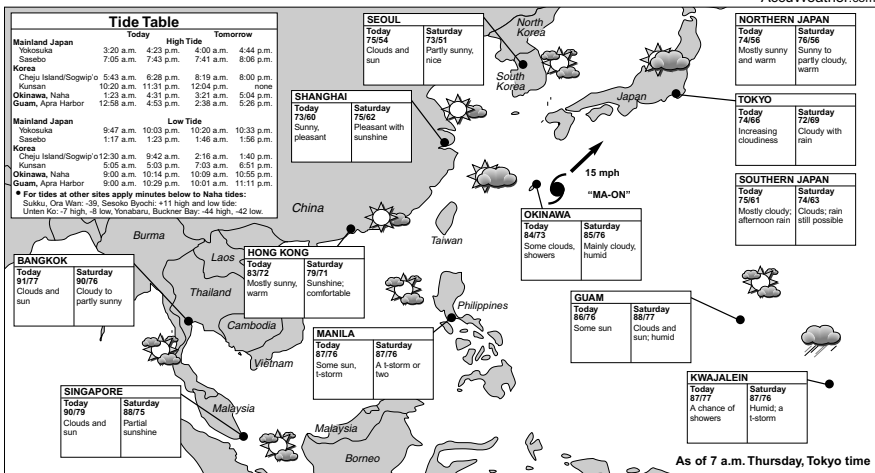 AccuWeather.com
Tide Table
Today Tomorrow
Mainland Japan High Tide
Yokosuka 3:20 a.m. 4:23 p.m. 4:00 a.m. 4:44 p.m.
Sasebo 7:05 a.m. 7:43 p.m. 7:41 a.m. 8:06 p.m.
Korea
Cheju Island/Sogwip'o 5:43 a.m. 6:28 p.m. 8:19 a.m. 8:00 p.m.
Kunsan 10:20 a.m. 11:31 p.m. 12:04 p.m. none
Okinawa, Naha 1:23 a.m. 4:31 p.m. 3:21 a.m. 5:04 p.m.
Guam, Apra Harbor 12:58 a.m. 4:53 p.m. 2:38 a.m. 5:26 p.m.
Mainland Japan Low Tide
Yokosuka 9:47 a.m. 10:03 p.m. 10:20 a.m. 10:33 p.m.
Sasebo 1:17 a.m. 1:23 p.m. 1:46 a.m. 1:56 p.m.
Korea
Cheju Island/Sogwip'o 12:30 a.m. 9:42 a.m. 2:16 a.m. 1:40 p.m.
Kunsan 5:05 a.m. 5:03 p.m. 7:03 a.m. 6:51 p.m.
Okinawa, Naha 9:00 a.m. 10:14 p.m. 10:09 a.m. 10:55 p.m.
Guam, Apra Harbor 9:00 a.m. 10:29 p.m. 10:01 a.m. 11:11 p.m.
• For tides at other sites apply minutes below to Naha tides:
Sukku, Ora Wan: -39, Sesoko Byochi: +11 high and low tide:
Unten Ko: -7 high, -8 low, Yonabaru, Buckner Bay: -44 high, -42 low.
SEOUL
Today Saturday
75/54 73/51
Clouds and Partly sunny,
sun nice
North
Korea
South
Korea
Japan
NORTHERN JAPAN
Today Saturday
74/56 76/56
Mostly sunny Sunny to
and warm partly cloudy,
warm
SHANGHAI
Today Saturday
73/60 75/62
Sunny, Pleasant with
pleasant sunshine
TOKYO
Today Saturday
74/66 72/69
Increasing Cloudy with
cloudiness rain
15 mph
"MA-ON"
SOUTHERN JAPAN
Today Saturday
75/61 74/63
Mostly cloudy; Clouds; rain
afternoon rain still possible
China
Taiwan
OKINAWA
Today Saturday
84/73 85/76
Some clouds, Mainly cloudy,
showers humid
Burma
Laos
Thailand
Cambodia
Vietnam
HONG KONG
Today Saturday
83/72 79/71
Mostly sunny, Sunshine;
warm comfortable
BANGKOK
Today Saturday
91/77 90/76
Clouds and Cloudy to
sun partly sunny
Philippines
GUAM
Today Saturday
86/76 88/77
Some sun Clouds and
sun; humid
MANILA
Today Saturday
87/76 87/76
Some sun, A t-storm or
t-storm two
KWAJALEIN
Today Saturday
87/77 87/76
A chance of Humid; a
showers t-storm
SINGAPORE
Today Saturday
90/79 88/75
Clouds and Partial
sun sunshine
Malaysia
Malaysia
Borneo
As of 7 a.m. Thursday, Tokyo time